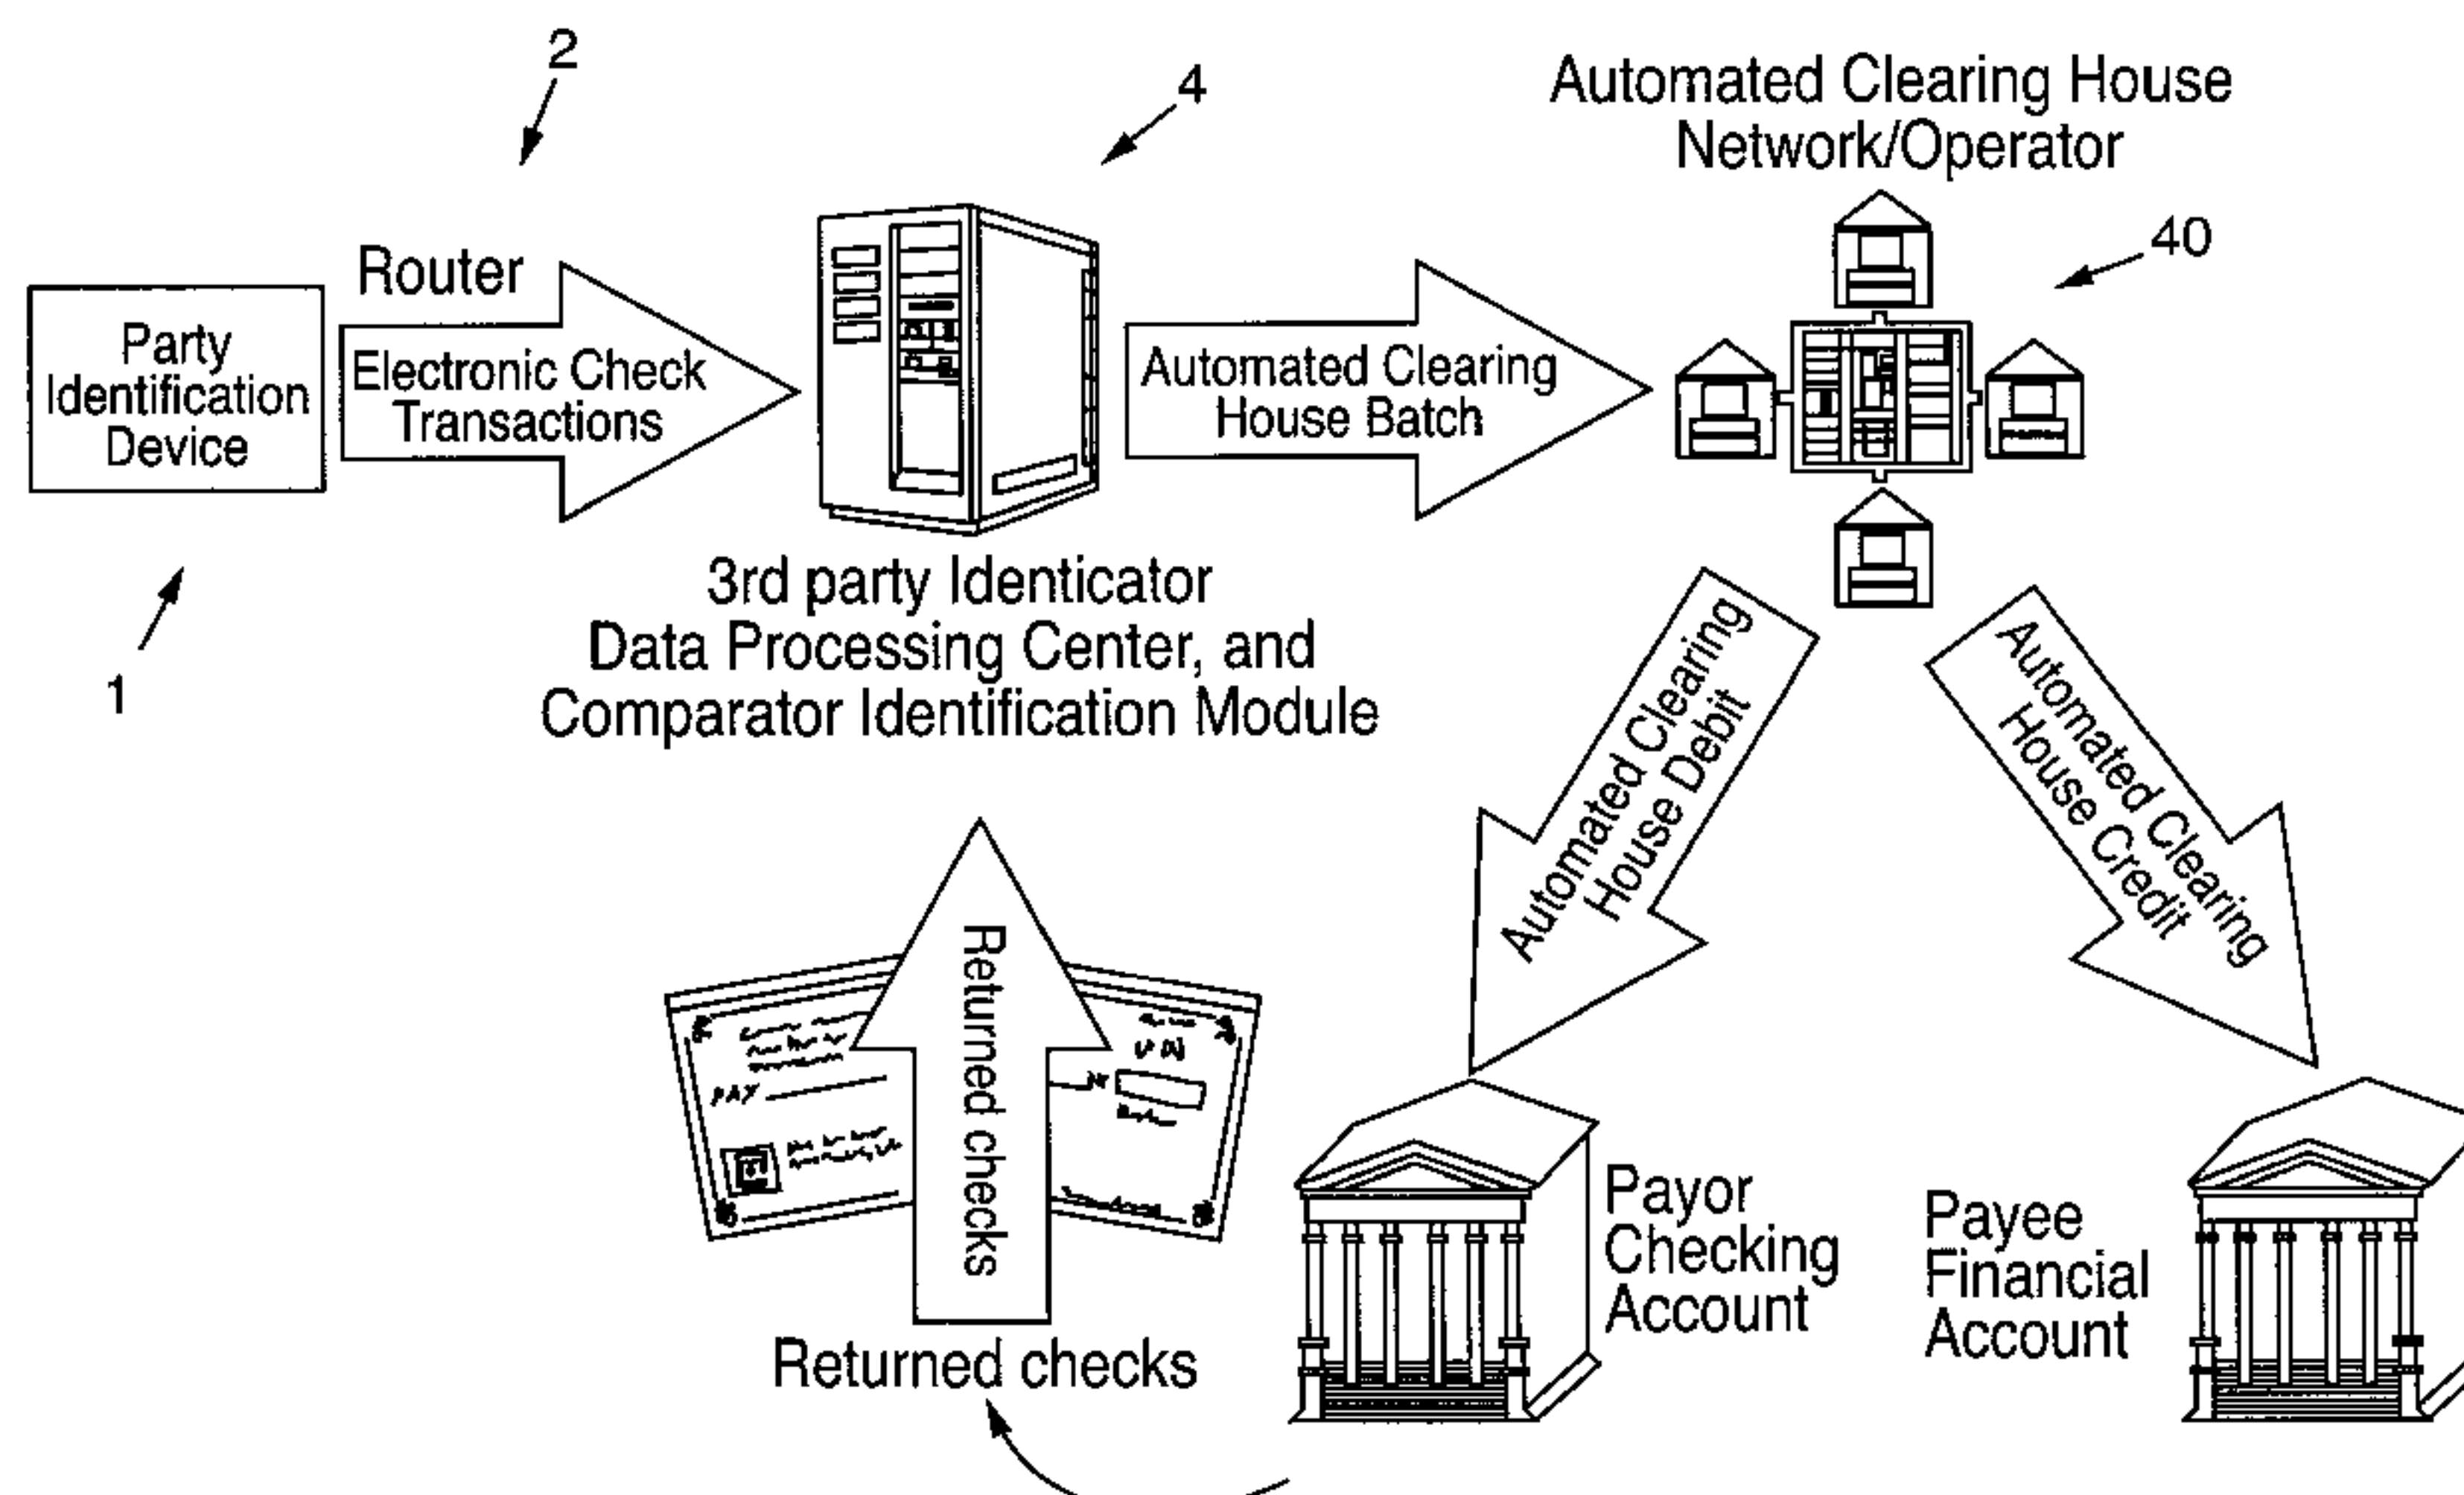 2
4
Automated Clearing House
Network/Operator
40
Router
Party
Identification
Device
Electronic Check
Transactions
Automated Clearing
House Batch
1
3rd party Identicator
Data Processing Center, and
Comparator Identification Module
Automated Clearing
House Debit
Automated Clearing
House Credit
Returned checks
PAY
Payor
Checking
Account
Payee
Financial
Account
Returned checks